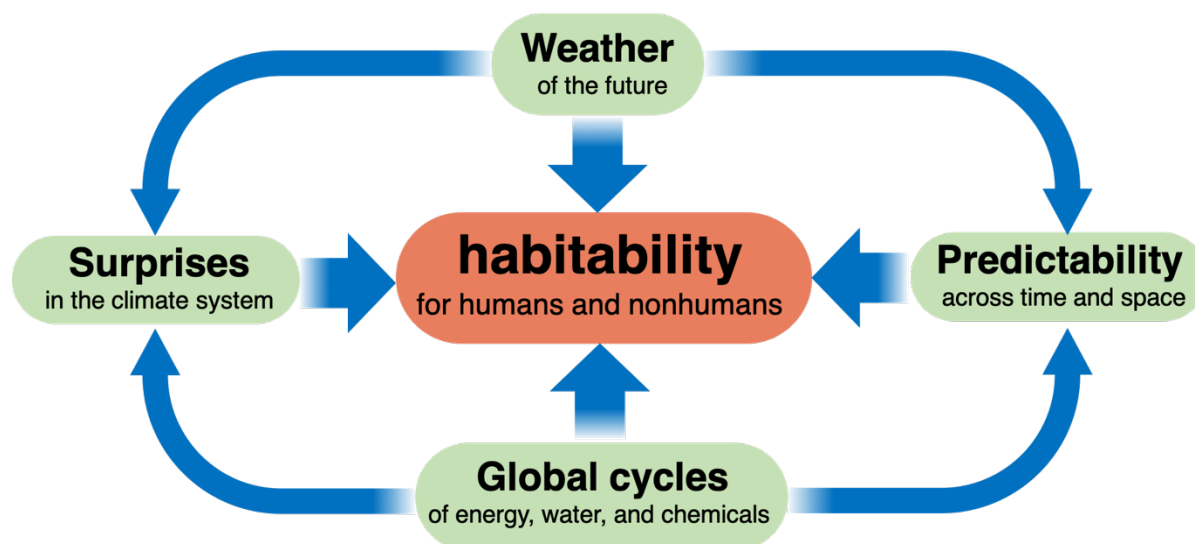 Weather
of the future
Surprises
in the climate system
habitability
for humans and nonhumans
Predictability
across time and space
Global cycles
of energy, water, and chemicals